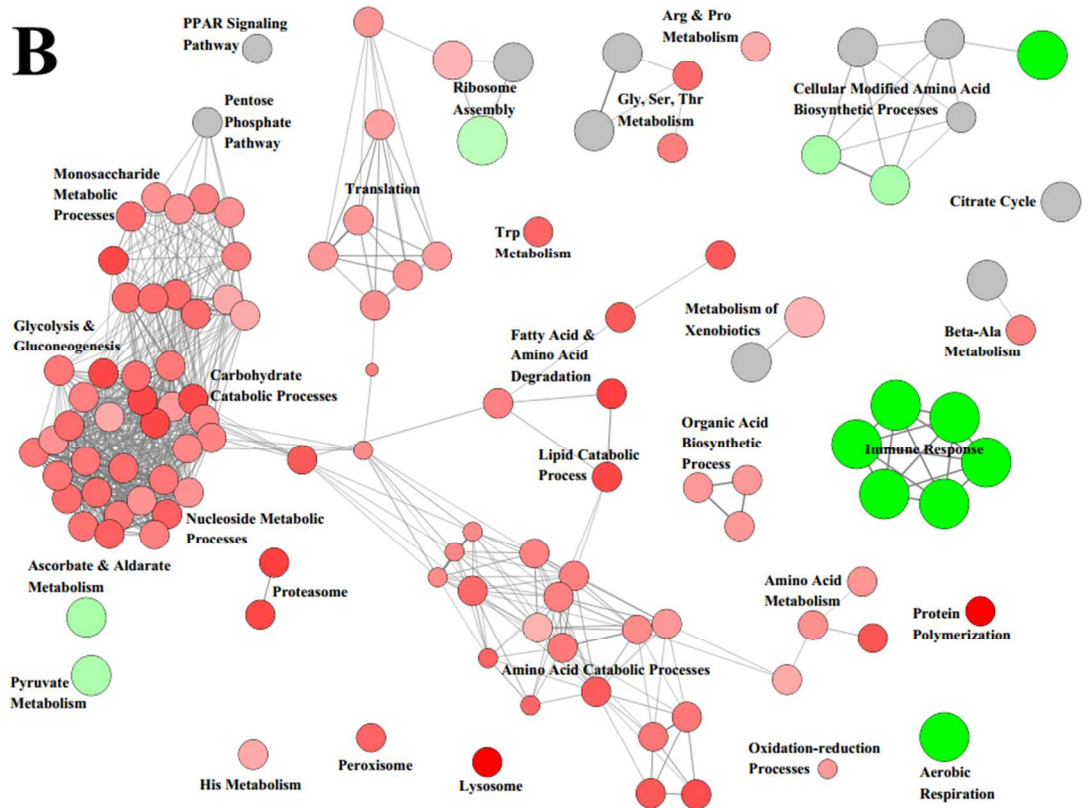 B
PPAR Signaling
Pathway
Arg & Pro
Metabolism
Pentose
Phosphate
Pathway
Ribosome
Assembly
Gly, Ser, Thr
Metabolism
Cellular Modified Amino Acid
Biosynthetic Processes
Monosaccharide
Metabolic
Processes
Translation
Citrate Cycle
Trp
Metabolism
Glycolysis &
Gluconeogenesis
Fatty Acid &
Amino Acid
Degradation
Metabolism of
Xenobiotics
Beta-Ala
Metabolism
Carbohydrate
Catabolic Processes
Organic Acid
Biosynthetic
Process
Immune Response
Lipid Catabolic
Process
Nucleoside Metabolic
Processes
Ascorbate & Aldarate
Metabolism
Proteasome
Amino Acid
Metabolism
Protein
Polymerization
Pyruvate
Metabolism
Amino Acid Catabolic Processes
His Metabolism
Peroxisome
Lysosome
Oxidation-reduction
Processes
Aerobic
Respiration